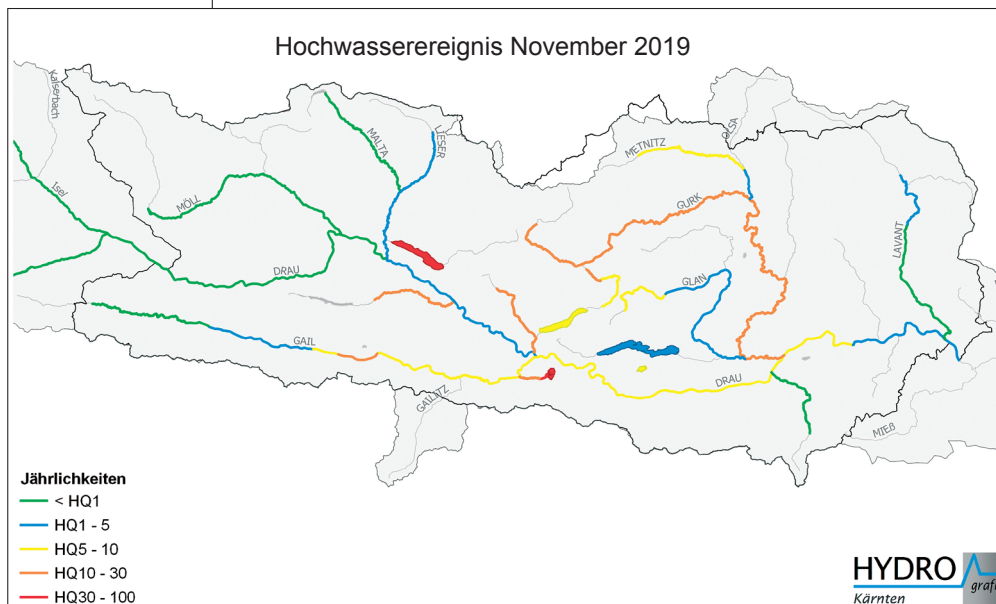 Hochwasserereignis November 2019
Kaiserbach
Isel
MÖLL
MALTA
LIESER
DRAU
GAIL
GAILITZ
METNITZ
OLSA
GURK
GLAN
LAVANT
DRAU
MIEß
Jährlichkeiten
< HQ1
HQ1 - 5
HQ5 - 10
HQ10 - 30
HQ30 - 100
HYDRO
grafi
Kärnten